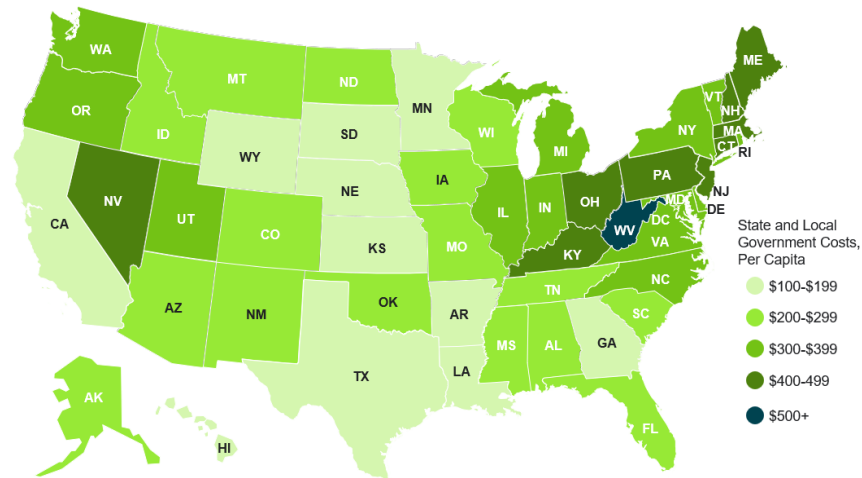 WA
ME
MT
ND
VT
MN
OR
NH
ID
WI
NY
MA
SD
CT
RI
MI
WY
PA
IA
NJ
NE
OH
NV
IL
IN
MD
DE
DC
UT
WV
CA
CO
VA
KS
MO
KY
NC
TN
OK
AZ
NM
AR
SC
GA
MS
AL
LA
TX
AK
FL
HI
State and Local
Government Costs,
Per Capita
$100-$199
$200-$299
$300-$399
$400-499
$500+